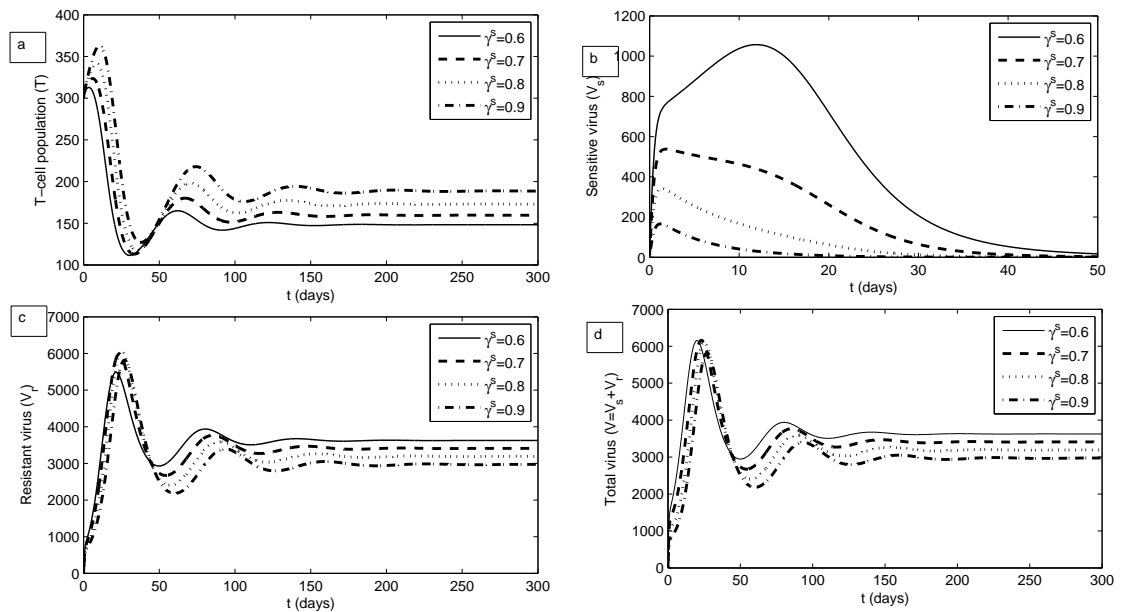 a
T−cell population (T)
400
350
300
250
200
150
100
0 50 100 150 200 250 300
t (days)
γˢ=0.6
γˢ=0.7
γˢ=0.8
γˢ=0.9
b
Sensitive virus (Vₛ)
1200
1000
800
600
400
200
0
0 10 20 30 40 50
t (days)
γˢ=0.6
γˢ=0.7
γˢ=0.8
γˢ=0.9
c
Resistant virus (Vᵣ)
7000
6000
5000
4000
3000
2000
1000
0
0 50 100 150 200 250 300
t (days)
γˢ=0.6
γˢ=0.7
γˢ=0.8
γˢ=0.9
d
Total virus (V=Vₛ+Vᵣ)
7000
6000
5000
4000
3000
2000
1000
0
0 50 100 150 200 250 300
t (days)
γˢ=0.6
γˢ=0.7
γˢ=0.8
γˢ=0.9